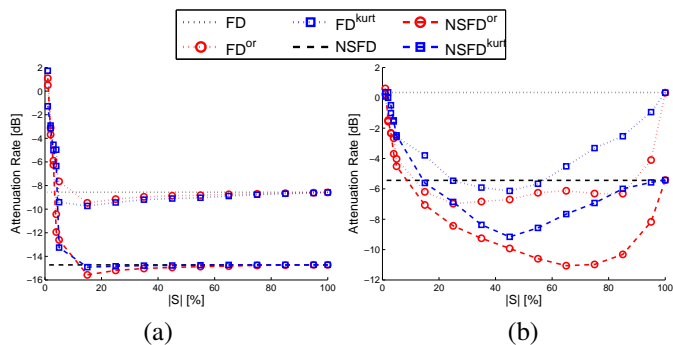 FD FD^kurt NSFD^or
FD^or NSFD NSFD^kurt
2
0
−2
−4
−6
−8
−10
−12
−14
−16
Attenuation Rate [dB]
0 20 40 60 80 100
|S| [%]
(a)
2
0
−2
−4
−6
−8
−10
−12
Attenuation Rate [dB]
0 20 40 60 80 100
|S| [%]
(b)